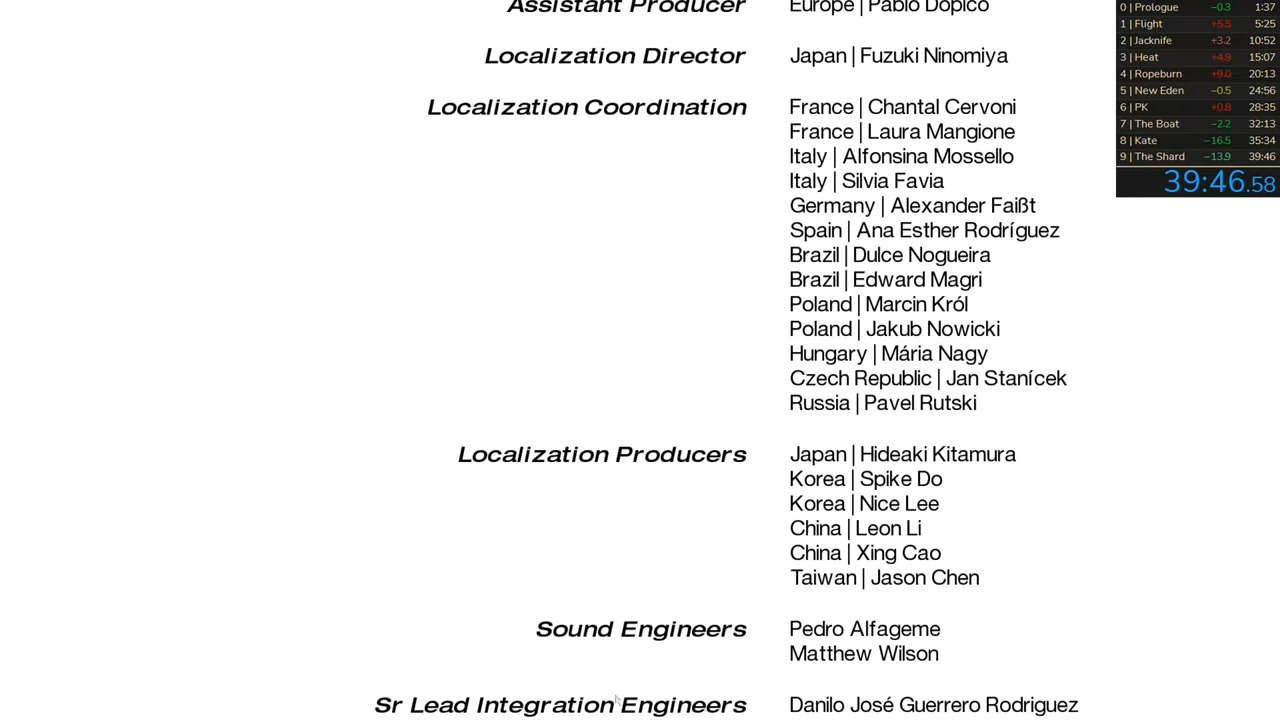 Assistant Producer Europe | Pablo Dopico
Localization Director Japan | Fuzuki Ninomiya
Localization Coordination France | Chantal Cervoni
France | Laura Mangione
Italy | Alfonsina Mossello
Italy | Silvia Favia
Germany | Alexander Faißt
Spain | Ana Esther Rodríguez
Brazil | Dulce Nogueira
Brazil | Edward Magri
Poland | Marcin Król
Poland | Jakub Nowicki
Hungary | Mária Nagy
Czech Republic | Jan Stanícek
Russia | Pavel Rutski
Localization Producers Japan | Hideaki Kitamura
Korea | Spike Do
Korea | Nice Lee
China | Leon Li
China | Xing Cao
Taiwan | Jason Chen
Sound Engineers Pedro Alfageme
Matthew Wilson
Sr Lead Integration Engineers Danilo José Guerrero Rodriguez
0 | Prologue −0.3 1:37
1 | Flight +5.5 5:25
2 | Jacknife +3.2 10:52
3 | Heat +4.9 15:07
4 | Ropeburn +9.0 20:13
5 | New Eden −0.5 24:56
6 | PK +0.8 28:35
7 | The Boat −2.2 32:13
8 | Kate −16.5 35:34
9 | The Shard −13.9 39:46
39:46.58